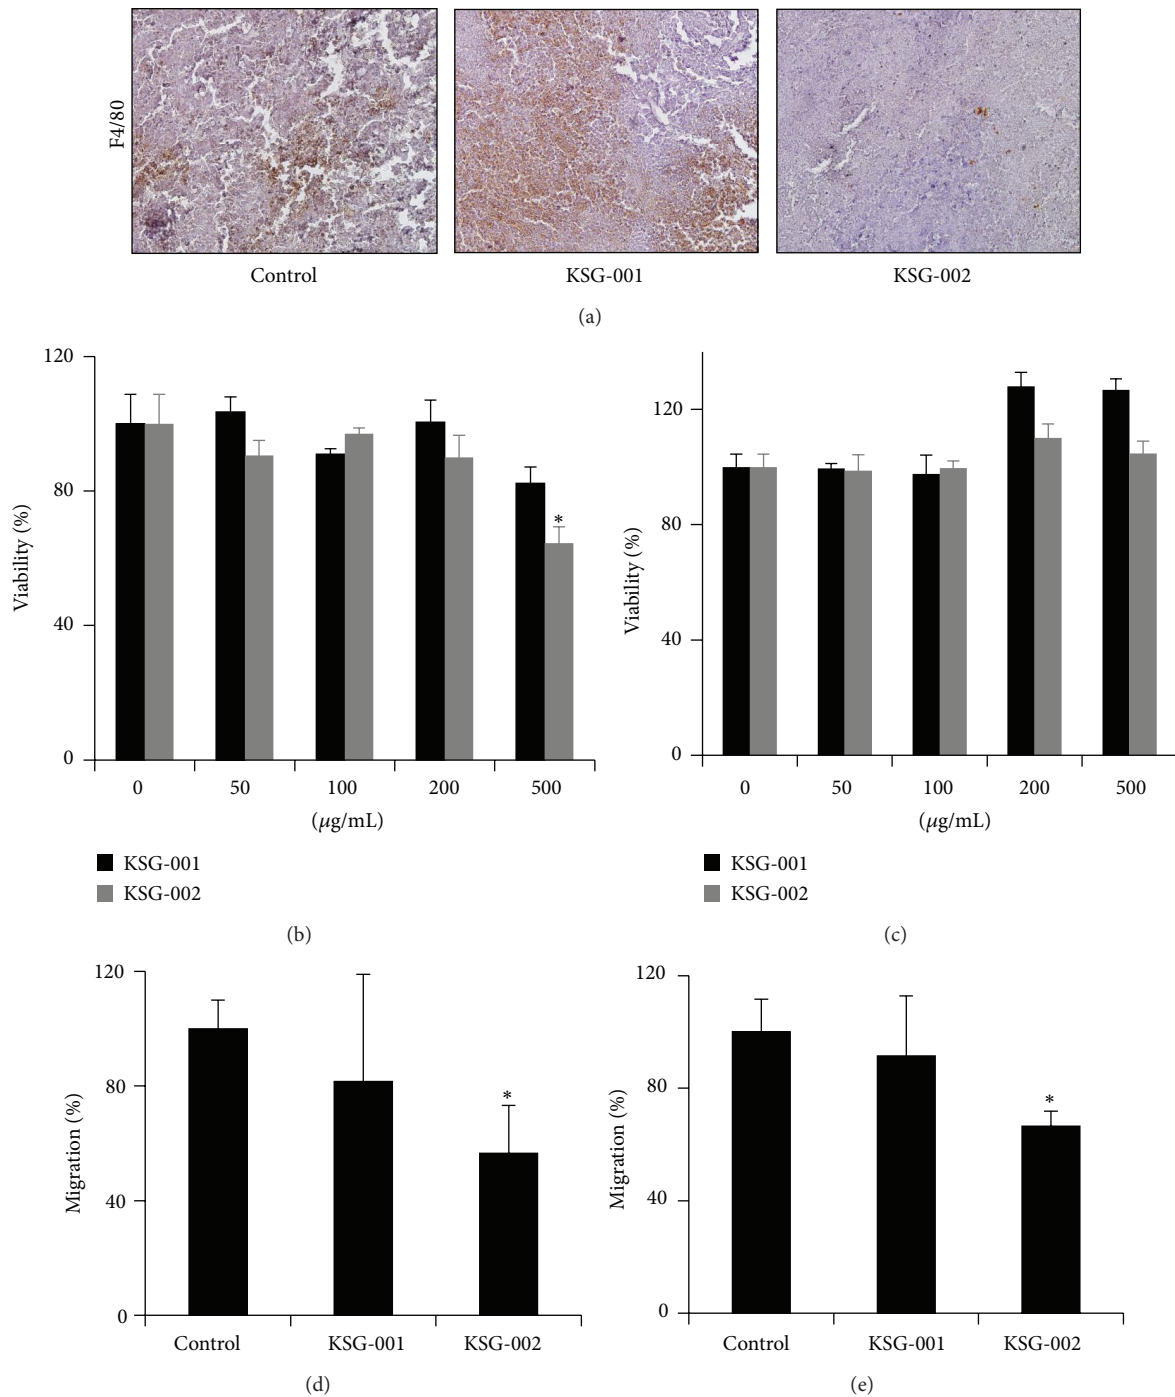 F4/80
Control
KSG-001
KSG-002
(a)
120
80
40
0
Viability (%)
0
50
100
200
500
(μg/mL)
KSG-001
KSG-002
(b)
*
120
80
40
0
Viability (%)
0
50
100
200
500
(μg/mL)
KSG-001
KSG-002
(c)
120
80
40
0
Migration (%)
*
Control
KSG-001
KSG-002
(d)
120
80
40
0
Migration (%)
*
Control
KSG-001
KSG-002
(e)